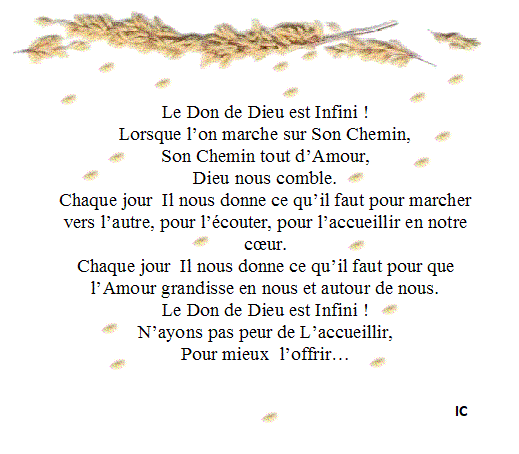 Le Don de Dieu est Infini !
Lorsque l’on marche sur Son Chemin,
Son Chemin tout d’Amour,
Dieu nous comble.
Chaque jour  Il nous donne ce qu’il faut pour marcher
vers l’autre, pour l’écouter, pour l’accueillir en notre
cœur.
Chaque jour  Il nous donne ce qu’il faut pour que
l’Amour grandisse en nous et autour de nous.
Le Don de Dieu est Infini !
N’ayons pas peur de L’accueillir,
Pour mieux  l’offrir…
IC